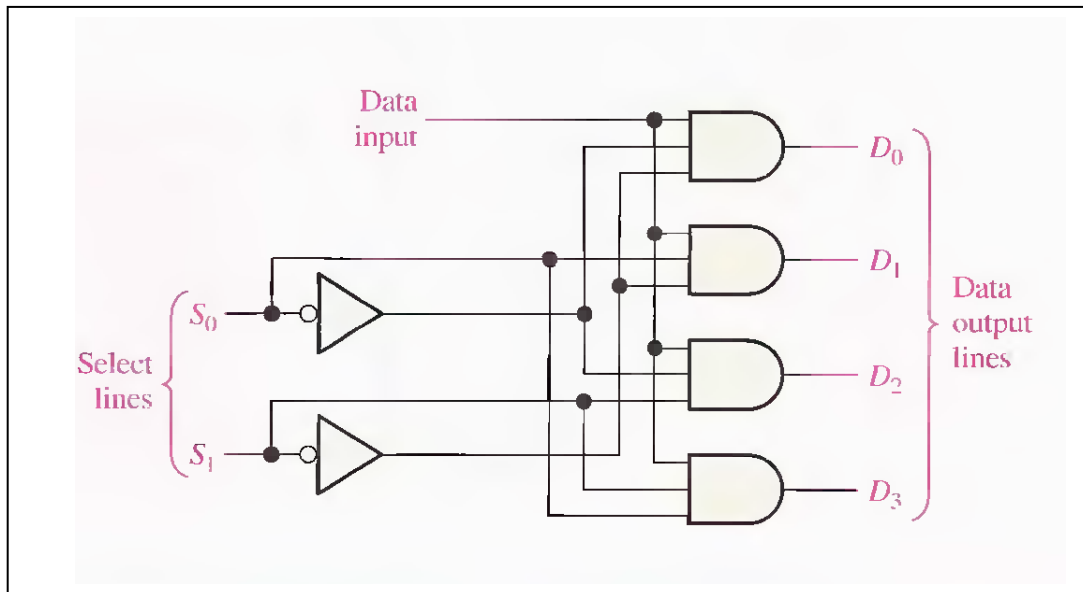 Data
input
Select
lines
S₀
S₁
D₀
D₁
D₂
D₃
Data
output
lines